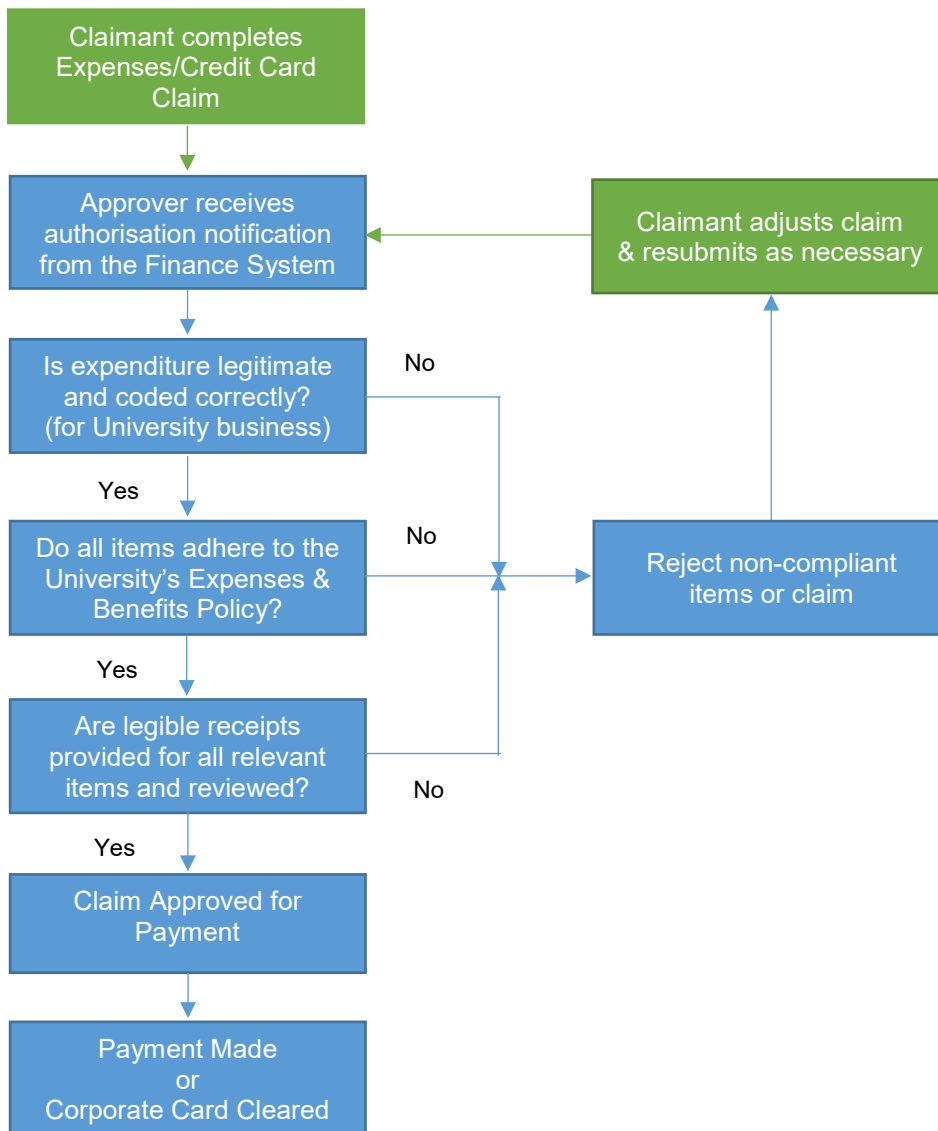 Claimant completes
Expenses/Credit Card
Claim
Approver receives
authorisation notification
from the Finance System
Claimant adjusts claim
& resubmits as necessary
Is expenditure legitimate
and coded correctly?
(for University business)
No
Yes
Do all items adhere to the
University’s Expenses &
Benefits Policy?
No
Reject non-compliant
items or claim
Yes
Are legible receipts
provided for all relevant
items and reviewed?
No
Yes
Claim Approved for
Payment
Payment Made
or
Corporate Card Cleared